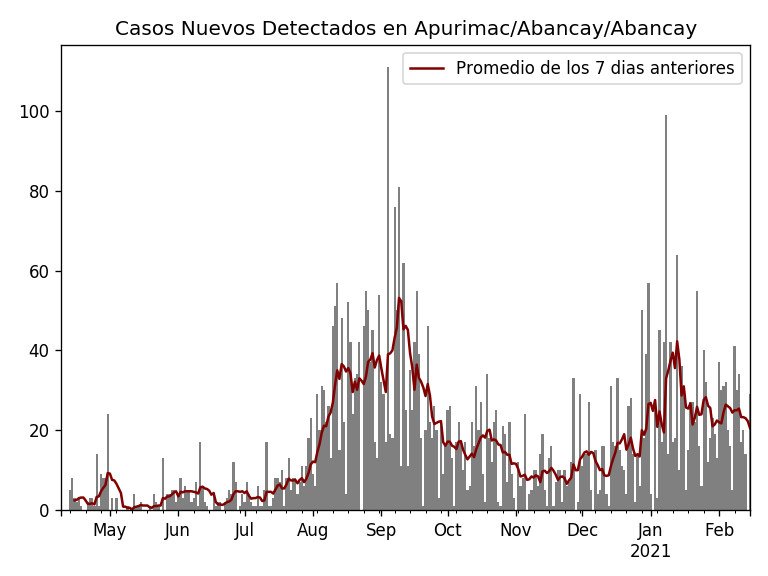 Casos Nuevos Detectados en Apurimac/Abancay/Abancay
Promedio de los 7 dias anteriores
100
80
60
40
20
0
May Jun Jul Aug Sep Oct Nov Dec Jan Feb
2021